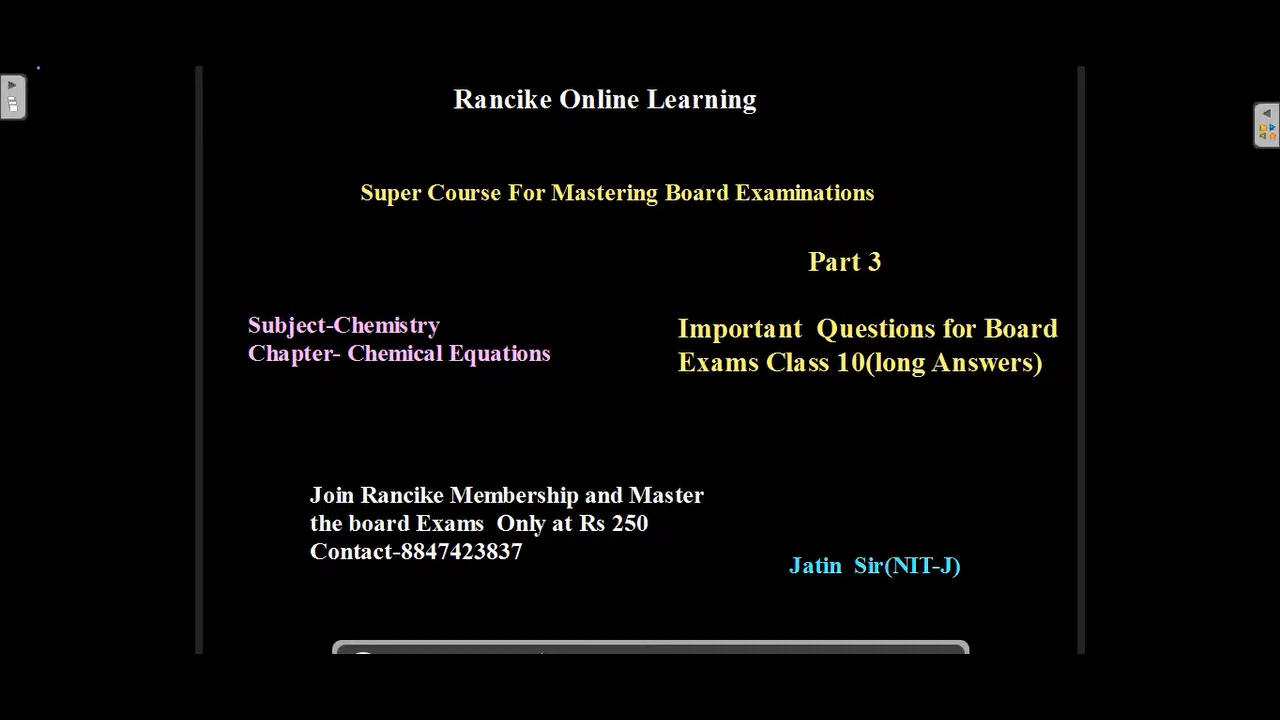 Rancike Online Learning
Super Course For Mastering Board Examinations
Part 3
Subject-Chemistry
Chapter- Chemical Equations
Important  Questions for Board
Exams Class 10(long Answers)
Join Rancike Membership and Master
the board Exams  Only at Rs 250
Contact-8847423837
Jatin  Sir(NIT-J)